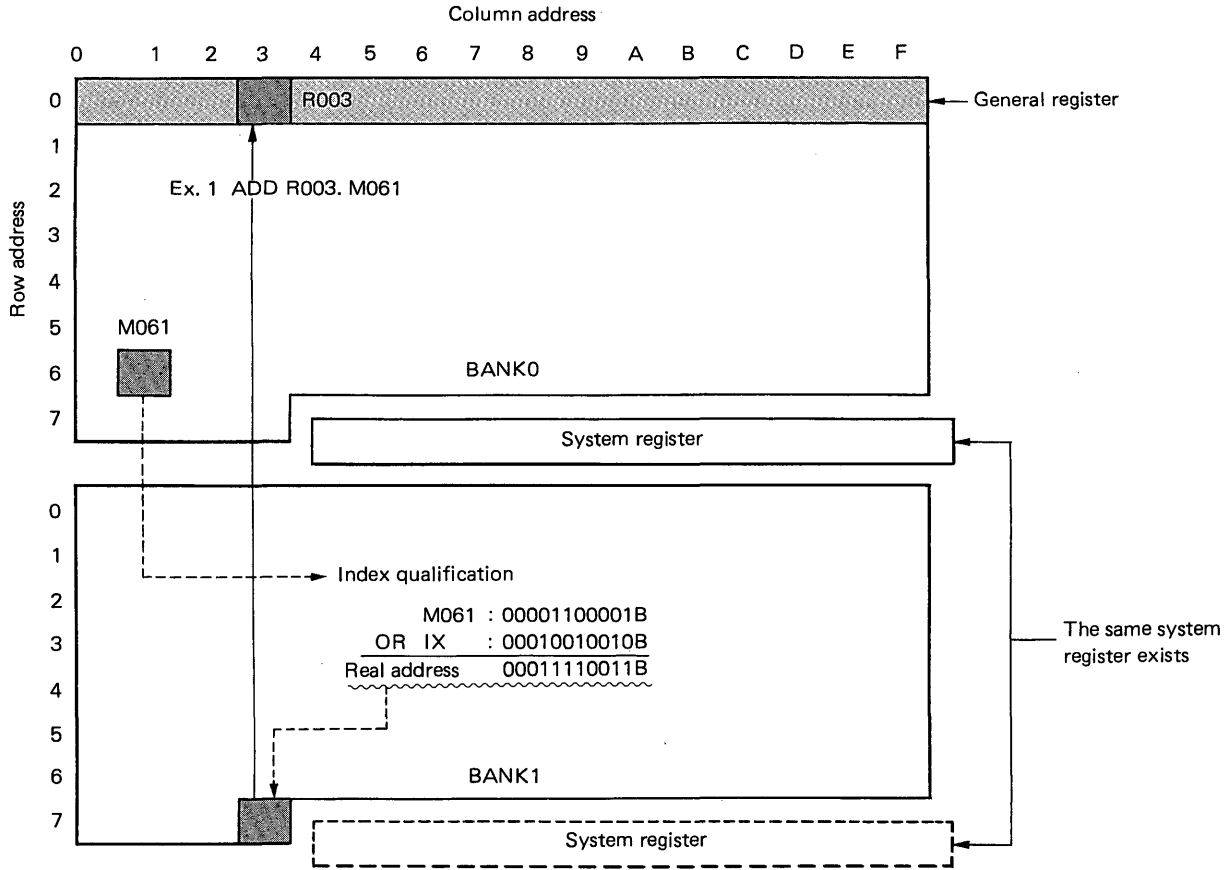 Column address
0 1 2 3 4 5 6 7 8 9 A B C D E F
Row address
0
R003
General register
1
2
Ex. 1 ADD R003. M061
3
4
5
M061
6
BANK0
7
System register
0
1
Index qualification
2
M061 : 00001100001B
3
OR IX : 00010010010B
Real address 00011110011B
4
5
6
BANK1
7
System register
The same system
register exists